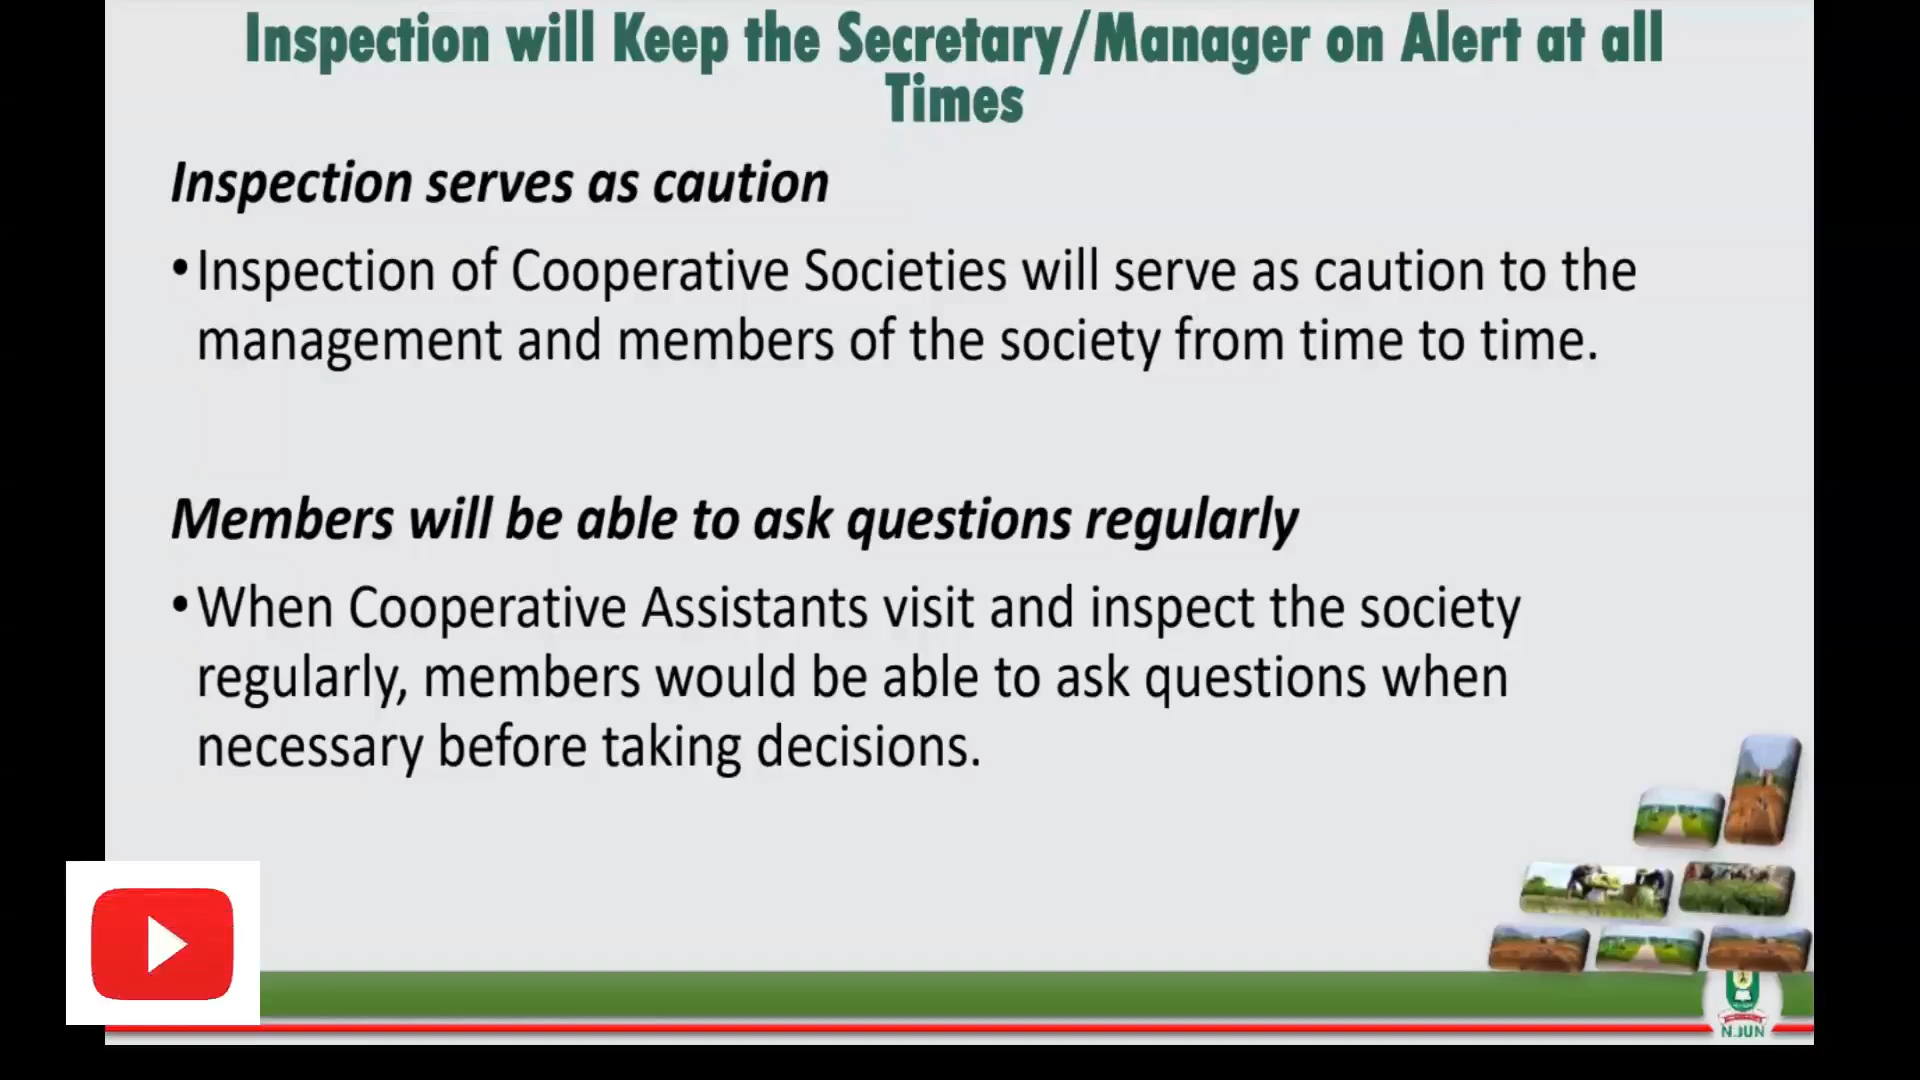 Inspection will Keep the Secretary/Manager on Alert at all
Times
Inspection serves as caution
•Inspection of Cooperative Societies will serve as caution to the
management and members of the society from time to time.
Members will be able to ask questions regularly
•When Cooperative Assistants visit and inspect the society
regularly, members would be able to ask questions when
necessary before taking decisions.